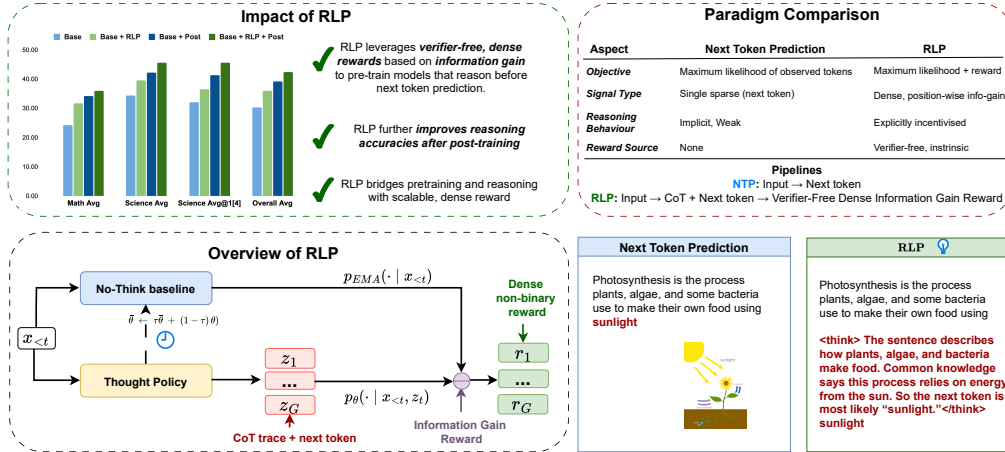 Impact of RLP
Base Base + RLP Base + Post Base + RLP + Post
50.00
40.00
30.00
20.00
10.00
0.00
Math Avg Science Avg Science Avg@1[4] Overall Avg
RLP leverages verifier-free, dense
rewards based on information gain
to pre-train models that reason before
next token prediction.
RLP further improves reasoning
accuracies after post-training
RLP bridges pretraining and reasoning
with scalable, dense reward
Paradigm Comparison
Aspect Next Token Prediction RLP
Objective Maximum likelihood of observed tokens Maximum likelihood + reward
Signal Type Single sparse (next token) Dense, position-wise info-gain
Reasoning
Behaviour Implicit, Weak Explicitly incentivised
Reward Source None Verifier-free, instrinsic
Pipelines
NTP: Input → Next token
RLP: Input → CoT + Next token → Verifier-Free Dense Information Gain Reward
Overview of RLP
x<t
No-Think baseline
θ̄ ← τθ̄ + (1 − τ) θ)
Thought Policy
p_EMA(· | x<t)
z1
...
zG
CoT trace + next token
pθ(· | x<t, zt)
Information Gain
Reward
Dense
non-binary
reward
r1
...
rG
Next Token Prediction
Photosynthesis is the process
plants, algae, and some bacteria
use to make their own food using
sunlight
sunlight
RLP
Photosynthesis is the process
plants, algae, and some bacteria
use to make their own food using
<think> The sentence describes
how plants, algae, and bacteria
make food. Common knowledge
says this process relies on energy
from the sun. So the next token is
most likely “sunlight.”</think>
sunlight